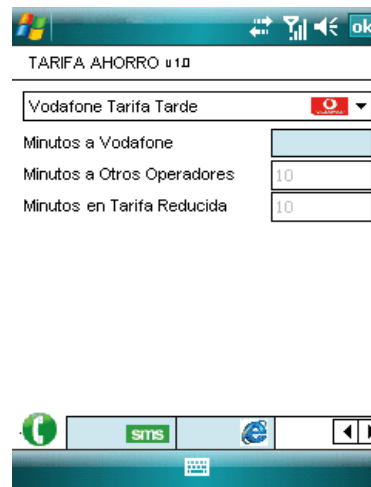 ok
TARIFA AHORRO v 1.0
Vodafone Tarifa Tarde
Minutos a Vodafone
Minutos a Otros Operadores 10
Minutos en Tarifa Reducida 10
sms